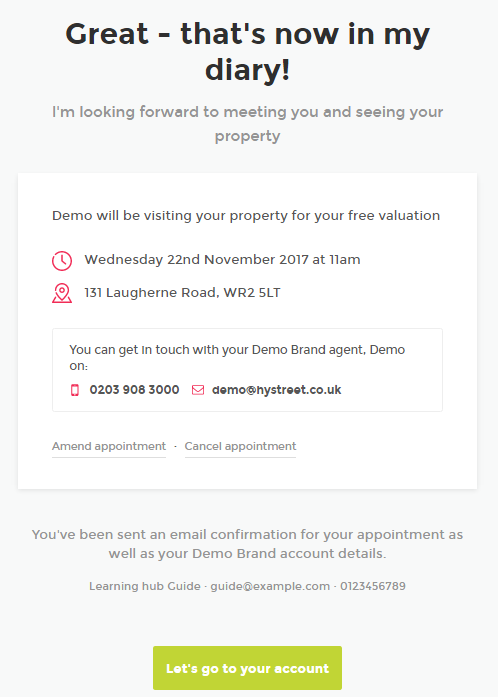 Great - that's now in my
diary!
I'm looking forward to meeting you and seeing your
property
Demo will be visiting your property for your free valuation
Wednesday 22nd November 2017 at 11am
131 Laugherne Road, WR2 5LT
You can get in touch with your Demo Brand agent, Demo
on:
0203 908 3000 demo@hystreet.co.uk
Amend appointment · Cancel appointment
You've been sent an email confirmation for your appointment as
well as your Demo Brand account details.
Learning hub Guide · guide@example.com · 0123456789
Let's go to your account